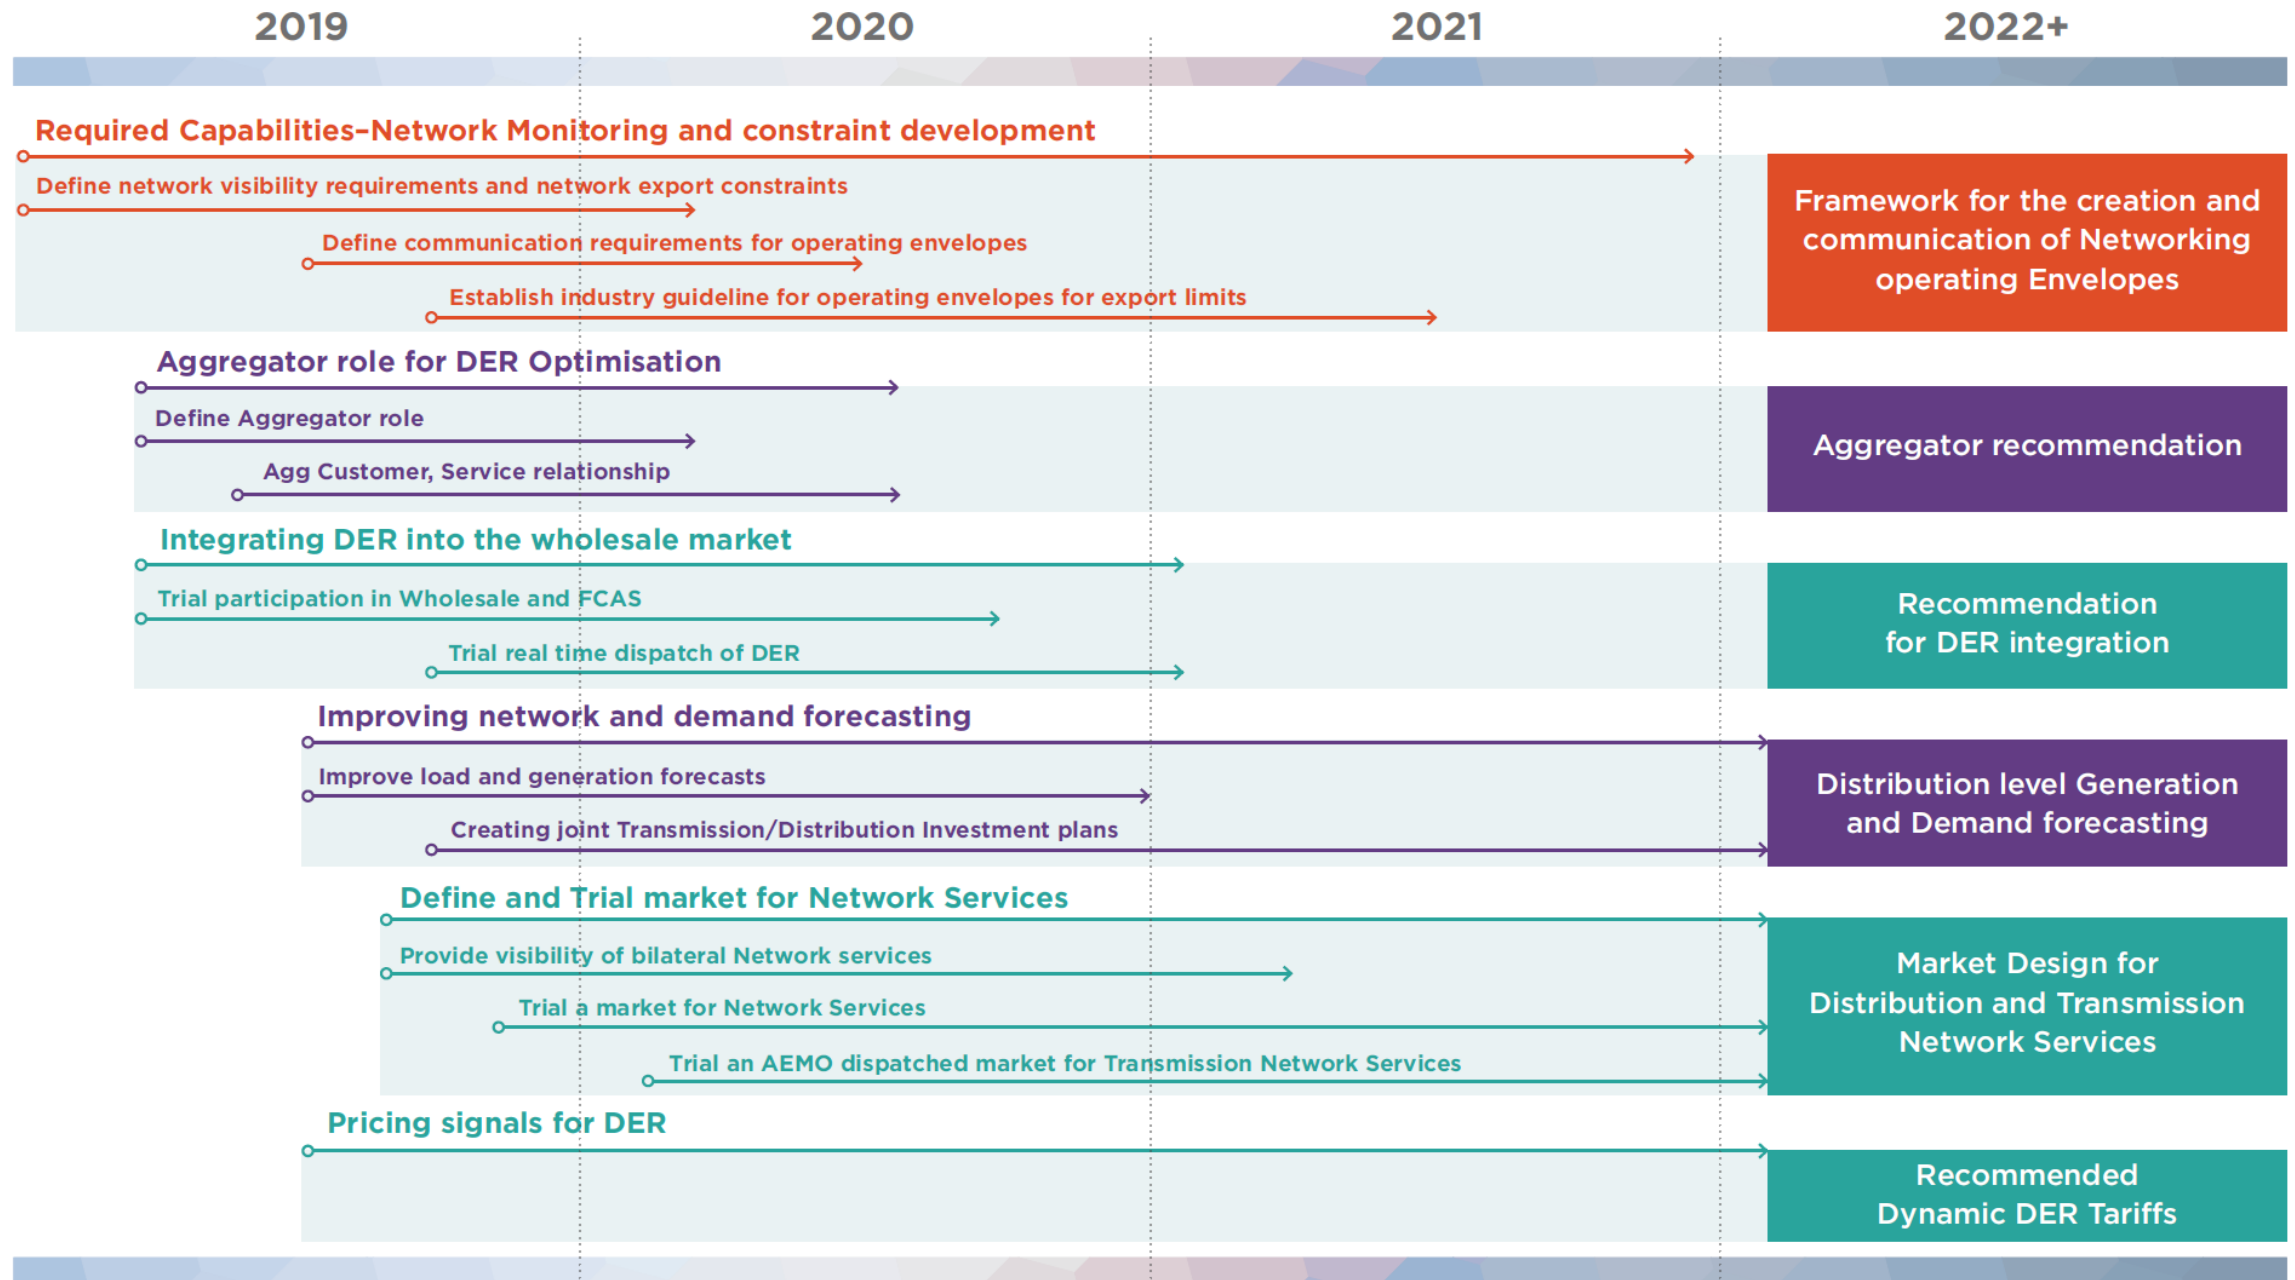 2019
2020
2021
2022+
Required Capabilities–Network Monitoring and constraint development
Define network visibility requirements and network export constraints
Define communication requirements for operating envelopes
Establish industry guideline for operating envelopes for export limits
Framework for the creation and
communication of Networking
operating Envelopes
Aggregator role for DER Optimisation
Define Aggregator role
Agg Customer, Service relationship
Aggregator recommendation
Integrating DER into the wholesale market
Trial participation in Wholesale and FCAS
Trial real time dispatch of DER
Recommendation
for DER integration
Improving network and demand forecasting
Improve load and generation forecasts
Creating joint Transmission/Distribution Investment plans
Distribution level Generation
and Demand forecasting
Define and Trial market for Network Services
Provide visibility of bilateral Network services
Trial a market for Network Services
Trial an AEMO dispatched market for Transmission Network Services
Market Design for
Distribution and Transmission
Network Services
Pricing signals for DER
Recommended
Dynamic DER Tariffs